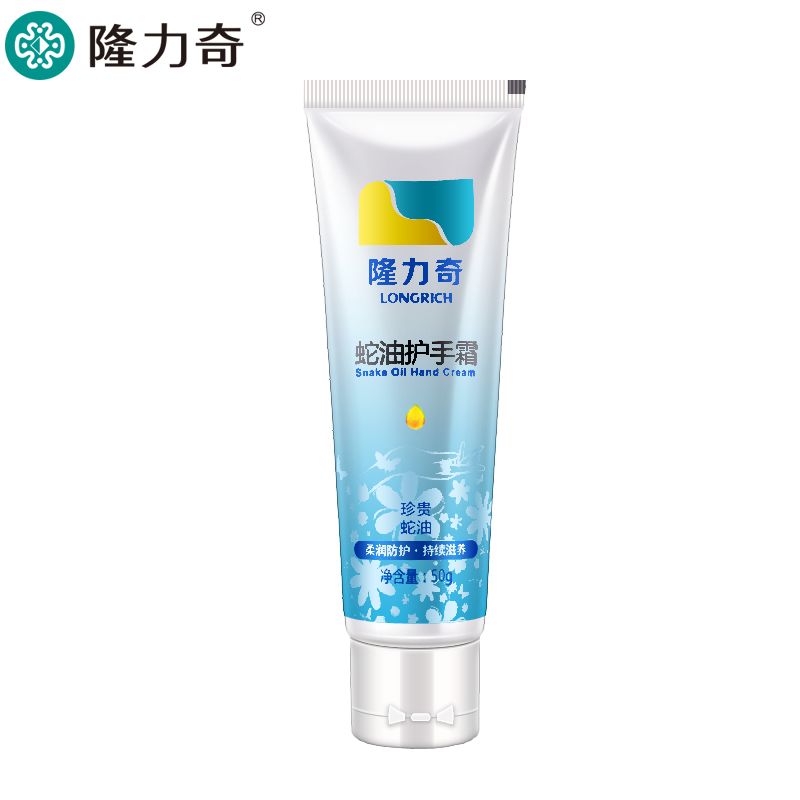 隆力奇®
隆力奇
LONGRICH
蛇油护手霜
Snake Oil Hand Cream
珍贵
蛇油
柔润防护·持续滋养
净含量：50g